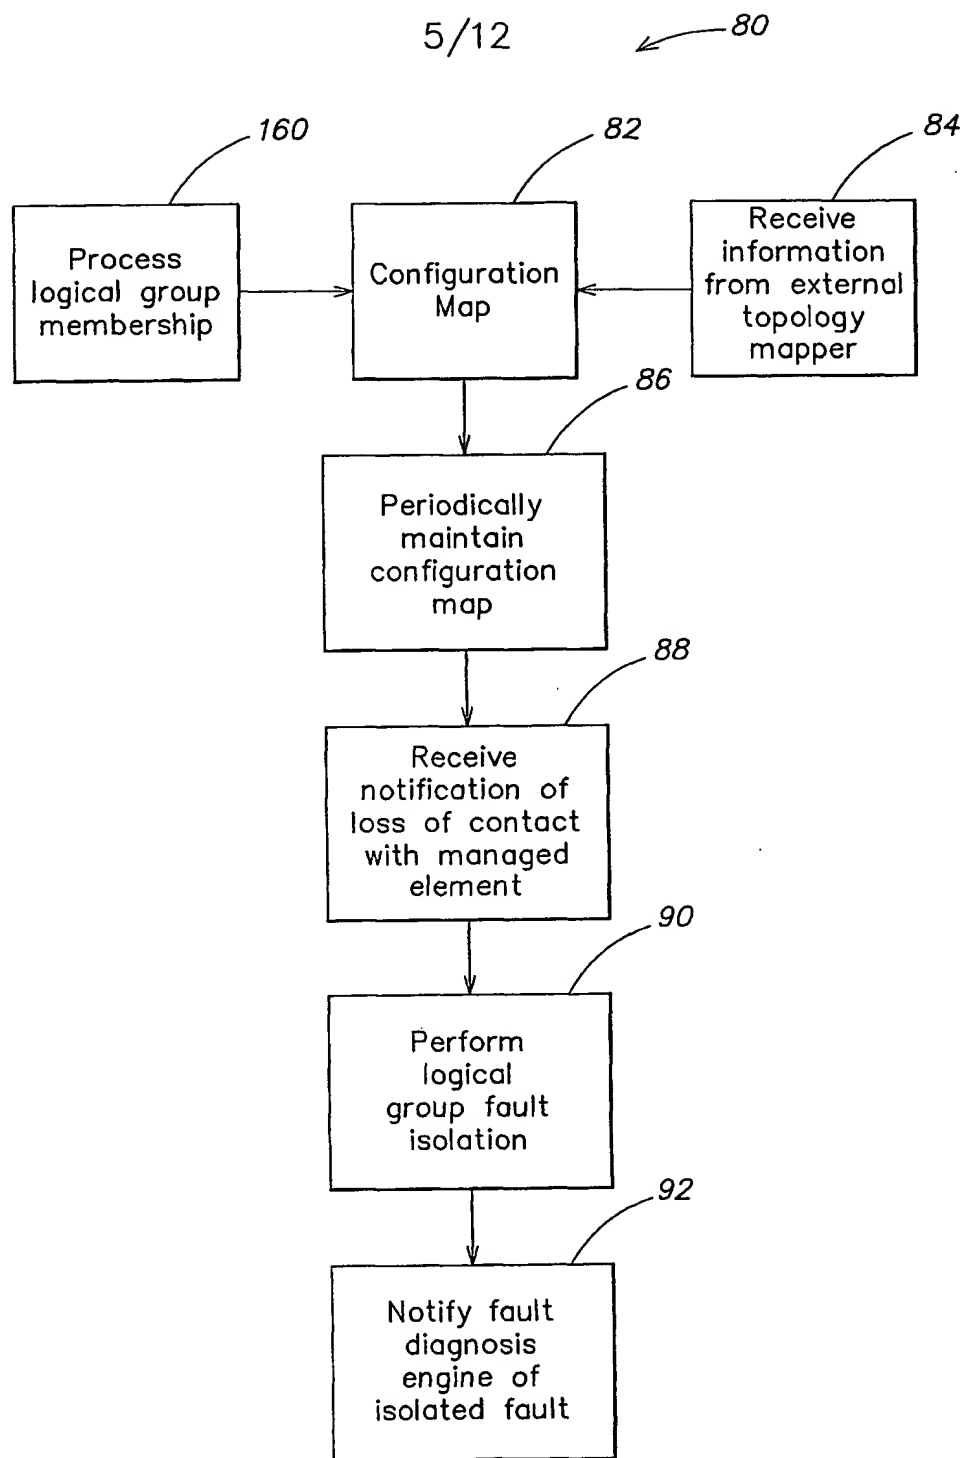 5/12
80
160
82
84
Process
logical group
membership
Configuration
Map
Receive
information
from external
topology
mapper
86
Periodically
maintain
configuration
map
88
Receive
notification of
loss of contact
with managed
element
90
Perform
logical
group fault
isolation
92
Notify fault
diagnosis
engine of
isolated fault